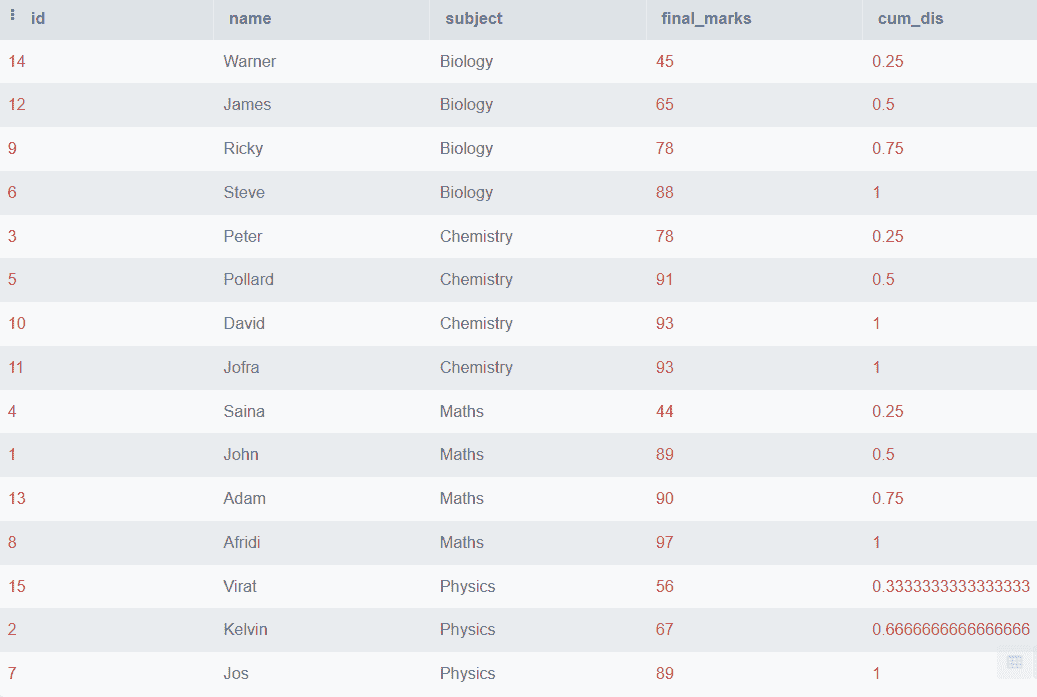 id name subject final_marks cum_dis
14 Warner Biology 45 0.25
12 James Biology 65 0.5
9 Ricky Biology 78 0.75
6 Steve Biology 88 1
3 Peter Chemistry 78 0.25
5 Pollard Chemistry 91 0.5
10 David Chemistry 93 1
11 Jofra Chemistry 93 1
4 Saina Maths 44 0.25
1 John Maths 89 0.5
13 Adam Maths 90 0.75
8 Afridi Maths 97 1
15 Virat Physics 56 0.3333333333333333
2 Kelvin Physics 67 0.6666666666666666
7 Jos Physics 89 1